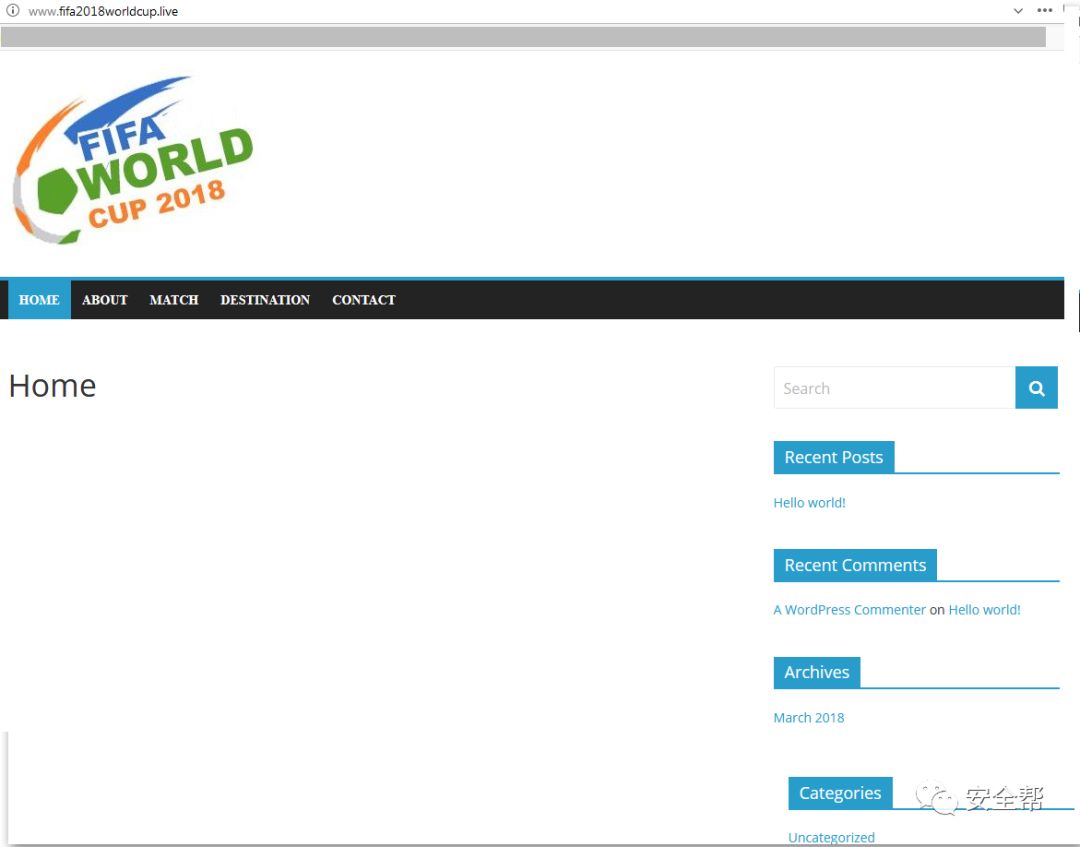 www.fifa2018worldcup.live
FIFA
WORLD
CUP 2018
HOME ABOUT MATCH DESTINATION CONTACT
Home
Search
Recent Posts
Hello world!
Recent Comments
A WordPress Commenter on Hello world!
Archives
March 2018
Categories
安全帮
Uncategorized